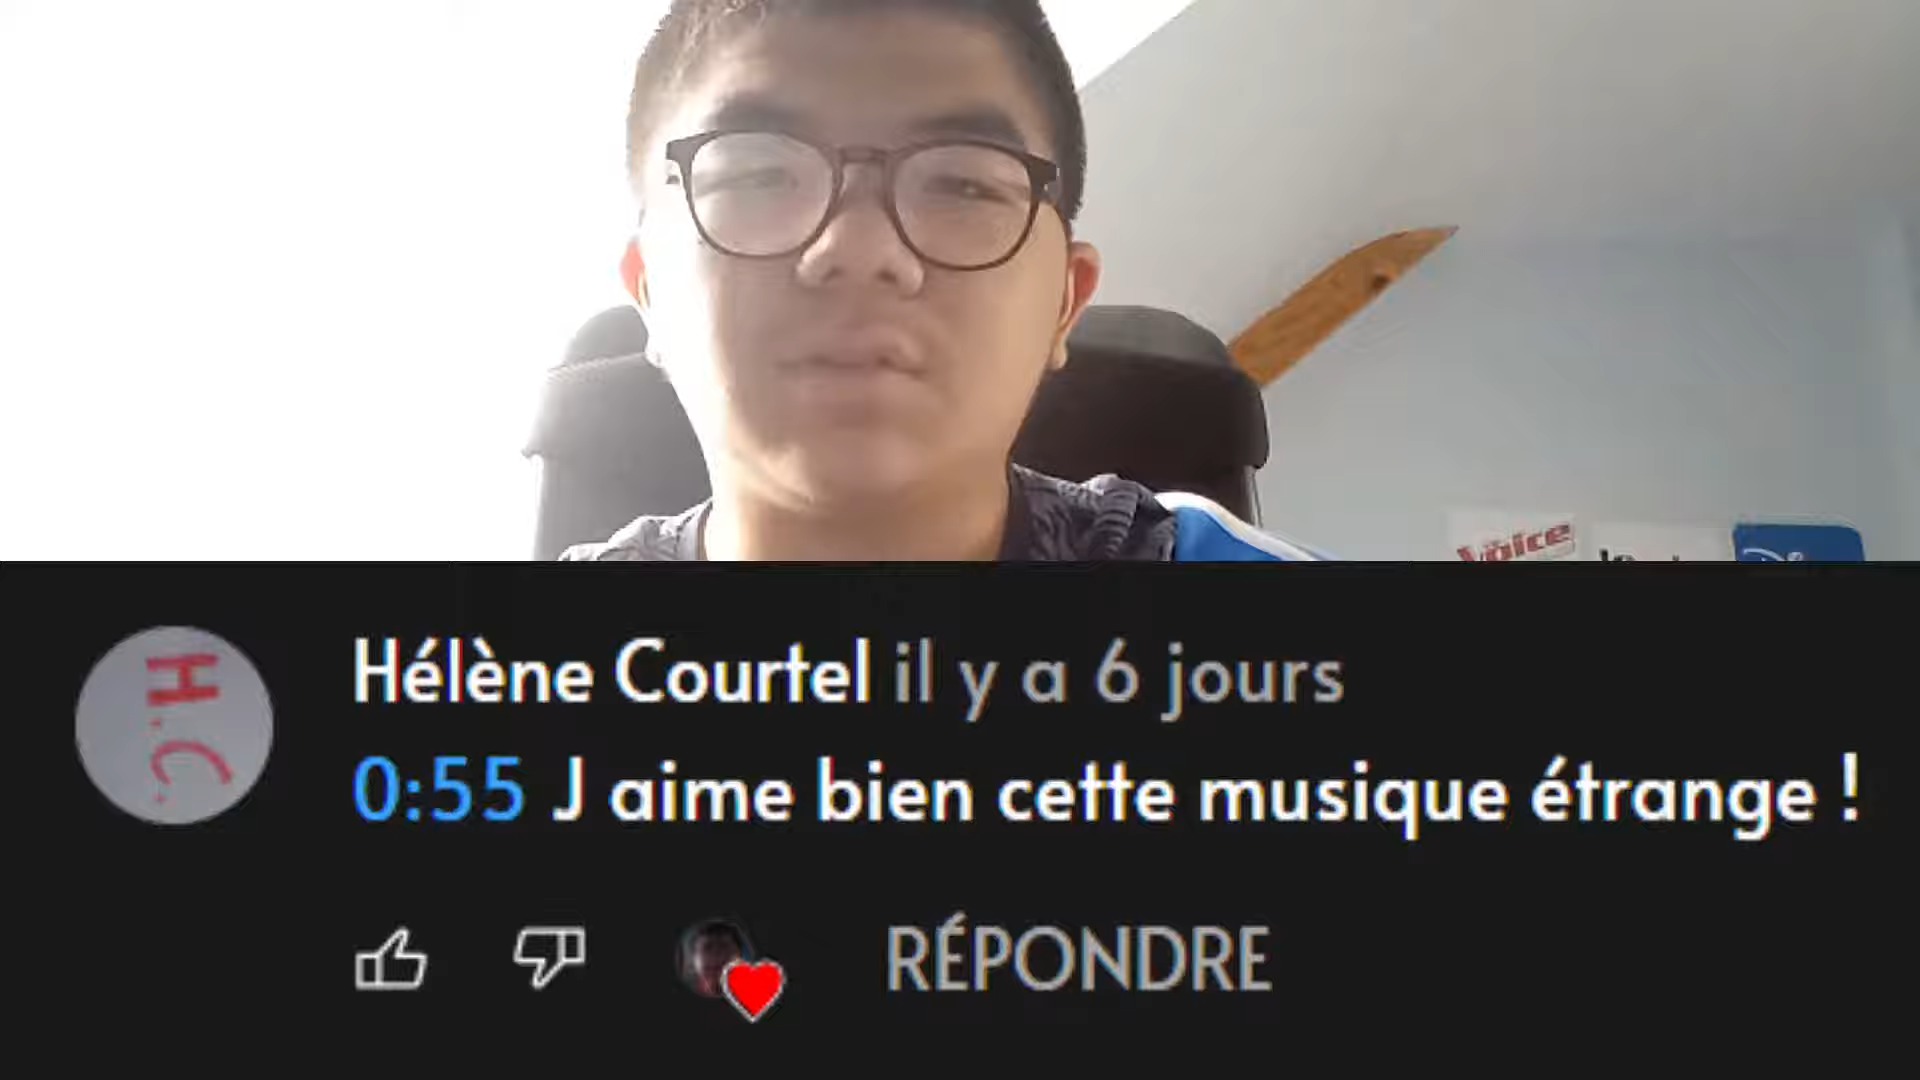 Voice
H.C.
Hélène Courtel il y a 6 jours
0:55 J aime bien cette musique étrange !
RÉPONDRE